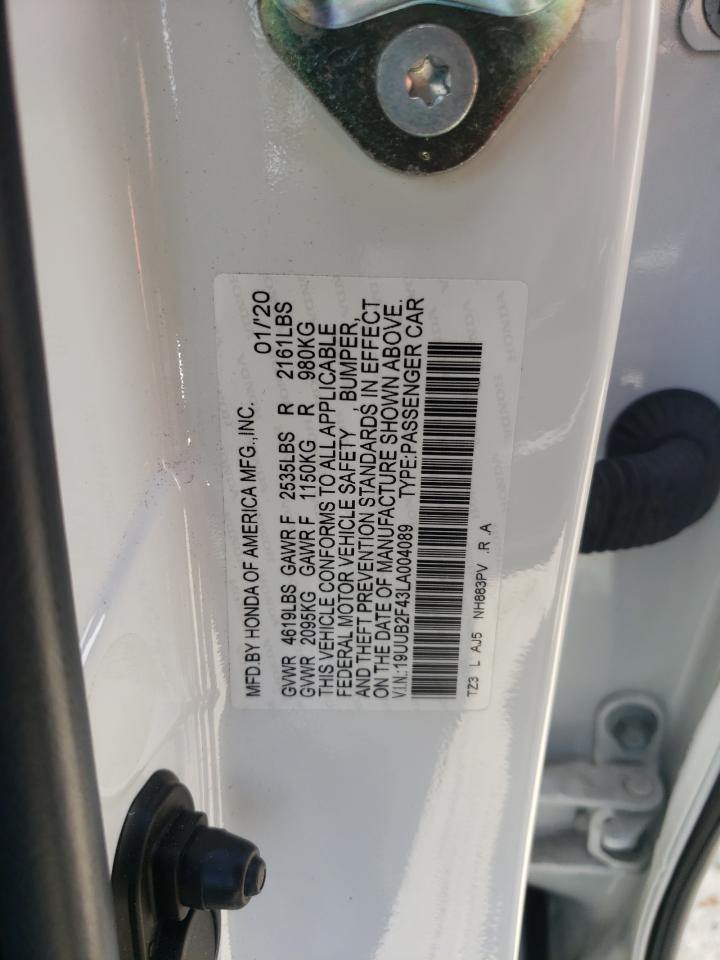 MFD.BY HONDA OF AMERICA MFG.,INC. 01/'20
GVWR 4619LBS GAWR F 2535LBS R 2161LBS
GVWR 2095KG GAWR F 1150KG R 980KG
THIS VEHICLE CONFORMS TO ALL APPLICABLE
FEDERAL MOTOR VEHICLE SAFETY , BUMPER,
AND THEFT PREVENTION STANDARDS IN EFFECT
ON THE DATE OF MANUFACTURE SHOWN ABOVE.
V.I.N.:19UUB2F43LA004089 TYPE:PASSENGER CAR
TZ3 L AJ5 NH883PV .R .A